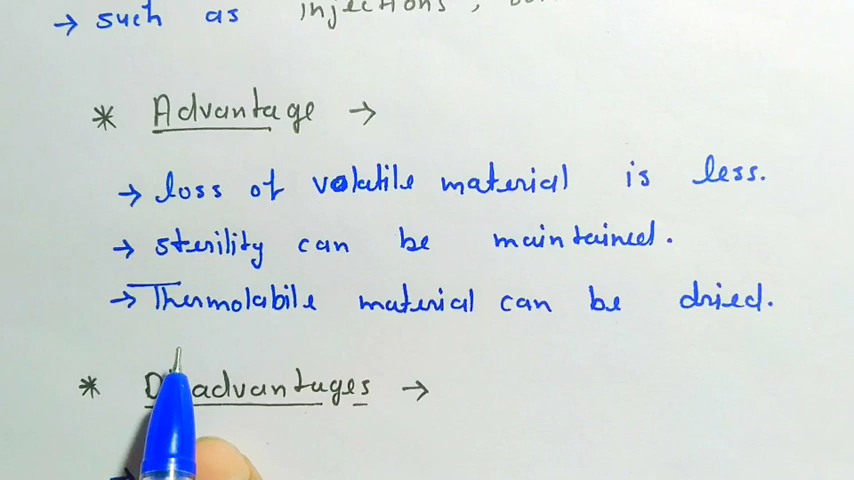 → such as injections,
* Advantage →
→ loss of volatile material is less.
→ sterility can be maintained.
→ Thermolabile material can be dried.
* Disadvantages →
→